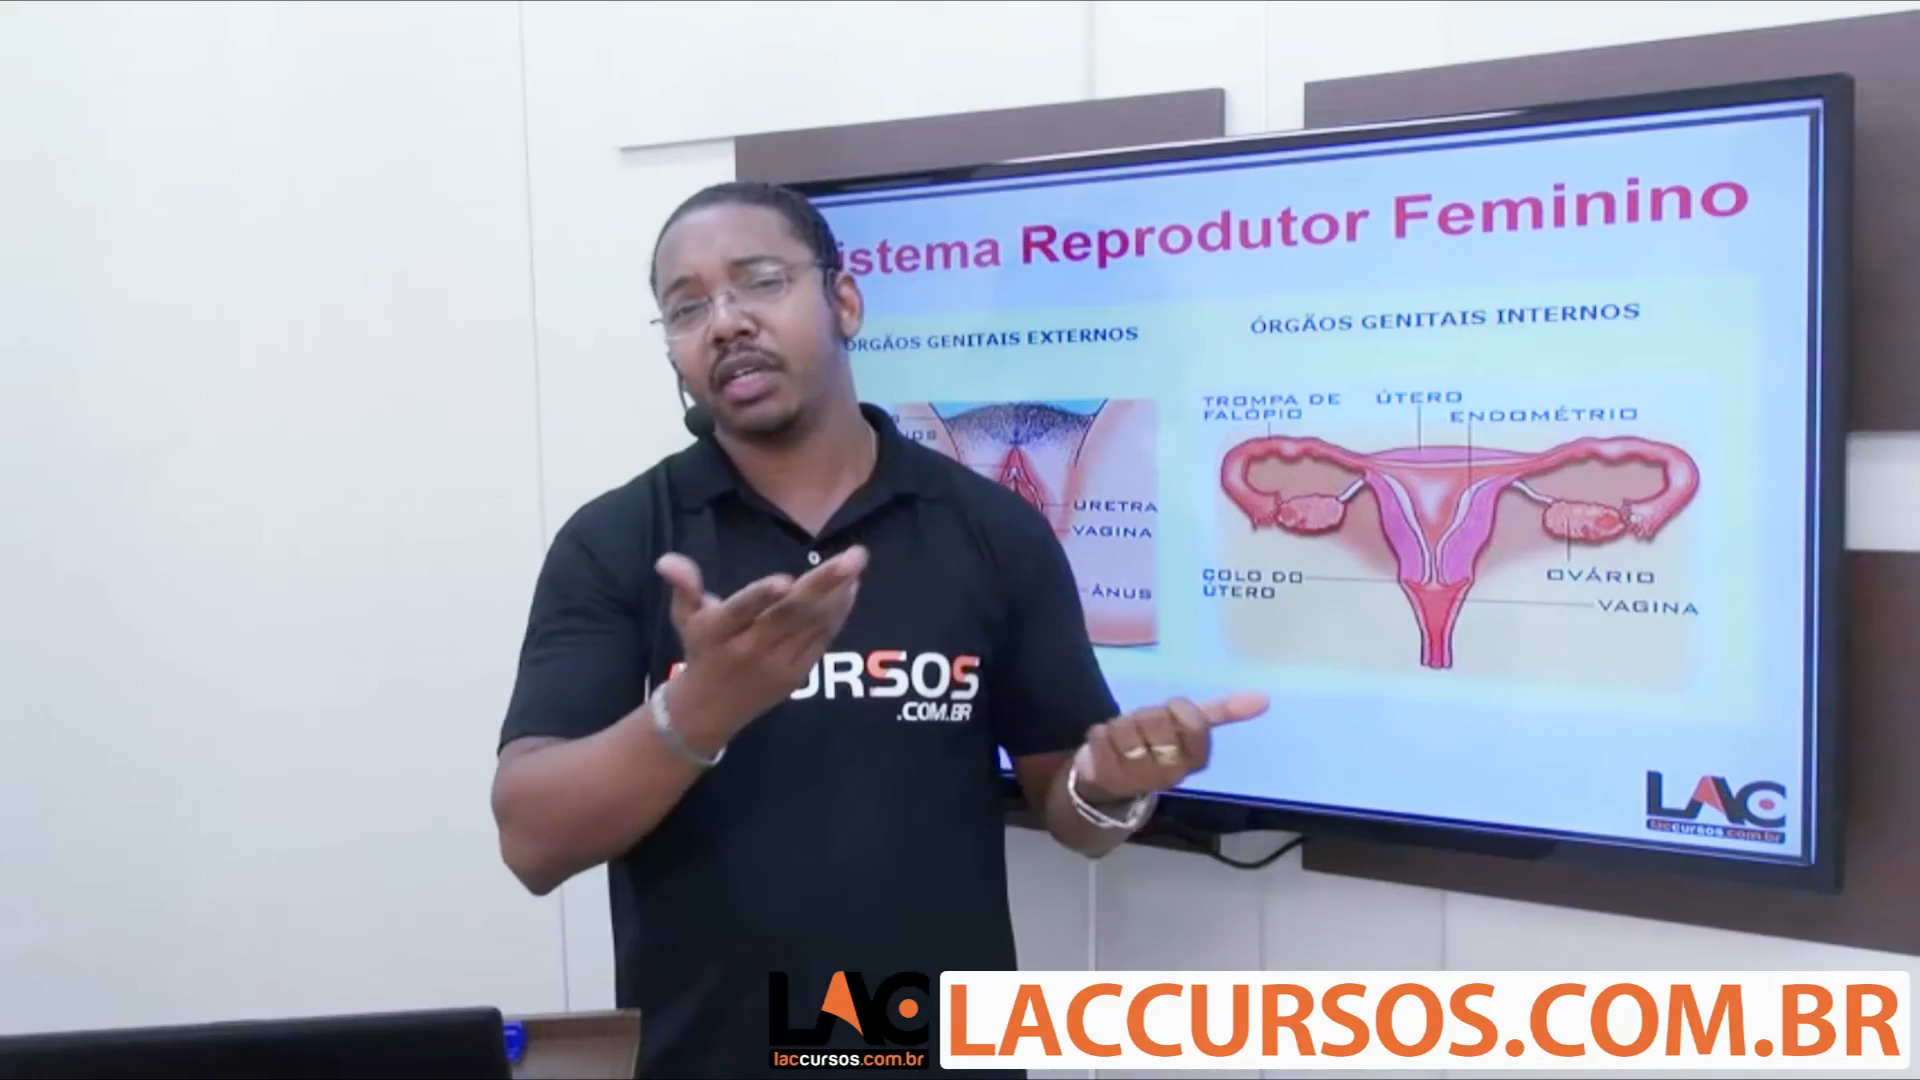 istema Reprodutor Feminino
ÓRGÃOS GENITAIS EXTERNOS
ÓRGÃOS GENITAIS INTERNOS
URETRA
VAGINA
ÂNUS
TROMPA DE
FALÓPIO
ÚTERO
ENDOMÉTRIO
COLO DO
ÚTERO
OVÁRIO
VAGINA
LAC
laccursos.com.br
URSOS
.COM.BR
LAC
laccursos.com.br
LACCURSOS.COM.BR